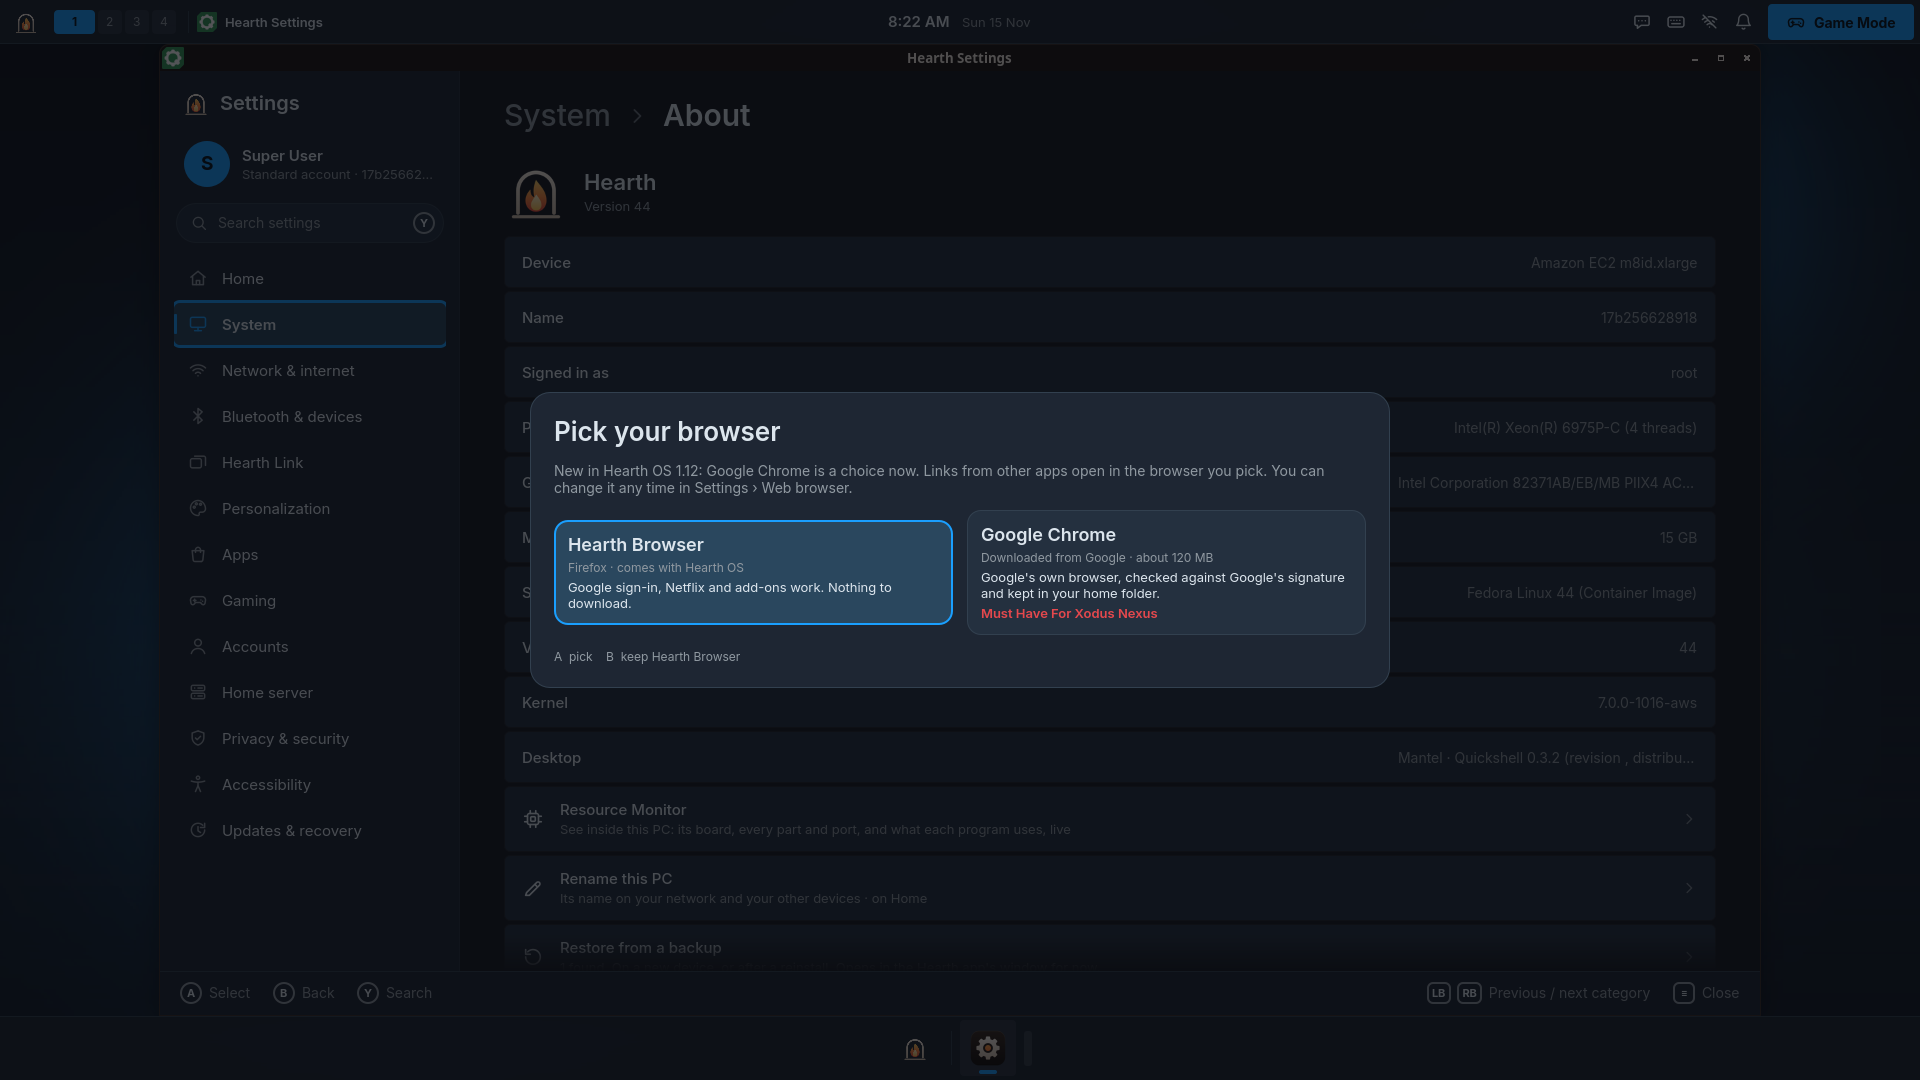 1 2 3 4 Hearth Settings 8:22 AM Sun 15 Nov Game Mode
Hearth Settings
Settings
Super User
Standard account · 17b25662...
Search settings Y
Home
System
Network & internet
Bluetooth & devices
Hearth Link
Personalization
Apps
Gaming
Accounts
Home server
Privacy & security
Accessibility
Updates & recovery
System › About
Hearth
Version 44
Device Amazon EC2 m8id.xlarge
Name 17b256628918
Signed in as root
P Intel(R) Xeon(R) 6975P-C (4 threads)
G Intel Corporation 82371AB/EB/MB PIIX4 AC...
M 15 GB
S Fedora Linux 44 (Container Image)
V 44
Kernel 7.0.0-1016-aws
Desktop Mantel · Quickshell 0.3.2 (revision , distribu...
Resource Monitor
See inside this PC: its board, every part and port, and what each program uses, live
Rename this PC
Its name on your network and your other devices · on Home
Restore from a backup
Pick your browser
New in Hearth OS 1.12: Google Chrome is a choice now. Links from other apps open in the browser you pick. You can
change it any time in Settings › Web browser.
Hearth Browser
Firefox · comes with Hearth OS
Google sign-in, Netflix and add-ons work. Nothing to
download.
Google Chrome
Downloaded from Google · about 120 MB
Google's own browser, checked against Google's signature
and kept in your home folder.
Must Have For Xodus Nexus
A pick B keep Hearth Browser
A Select B Back Y Search LB RB Previous / next category Close